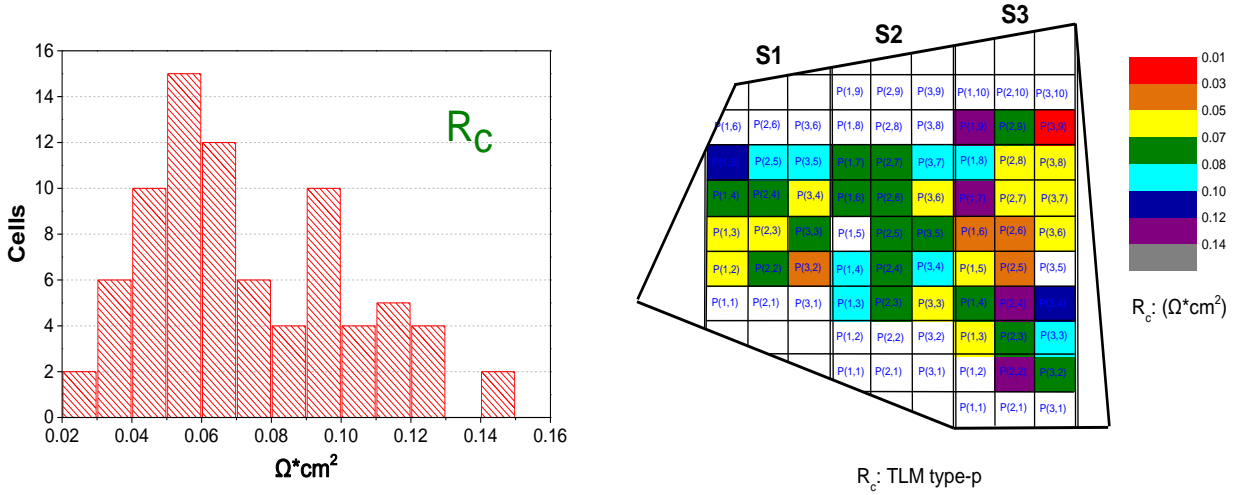 16
14
12
10
8
6
4
2
0
Cells
R_c
0.02 0.04 0.06 0.08 0.10 0.12 0.14 0.16
Ω*cm²
S1 S2 S3
P(1,9) P(2,9) P(3,9) P(1,10) P(2,10) P(3,10)
P(1,6) P(2,6) P(3,6) P(1,8) P(2,8) P(3,8) P(1,9) P(2,9) P(3,9)
P(2,5) P(3,5) P(1,7) P(2,7) P(3,7) P(1,8) P(2,8) P(3,8)
P(1,4) P(2,4) P(3,4) P(1,6) P(2,6) P(3,6) P(1,7) P(2,7) P(3,7)
P(1,3) P(2,3) P(3,3) P(1,5) P(2,5) P(3,5) P(1,6) P(2,6) P(3,6)
P(1,2) P(2,2) P(3,2) P(1,4) P(2,4) P(3,4) P(1,5) P(2,5) P(3,5)
P(1,1) P(2,1) P(3,1) P(1,3) P(2,3) P(3,3) P(1,4) P(2,4)
P(1,2) P(2,2) P(3,2) P(1,3) P(2,3) P(3,3)
P(1,1) P(2,1) P(3,1) P(1,2) P(2,2) P(3,2)
P(1,1) P(2,1) P(3,1)
0.01
0.03
0.05
0.07
0.08
0.10
0.12
0.14
R_c: (Ω*cm²)
R_c: TLM type-p